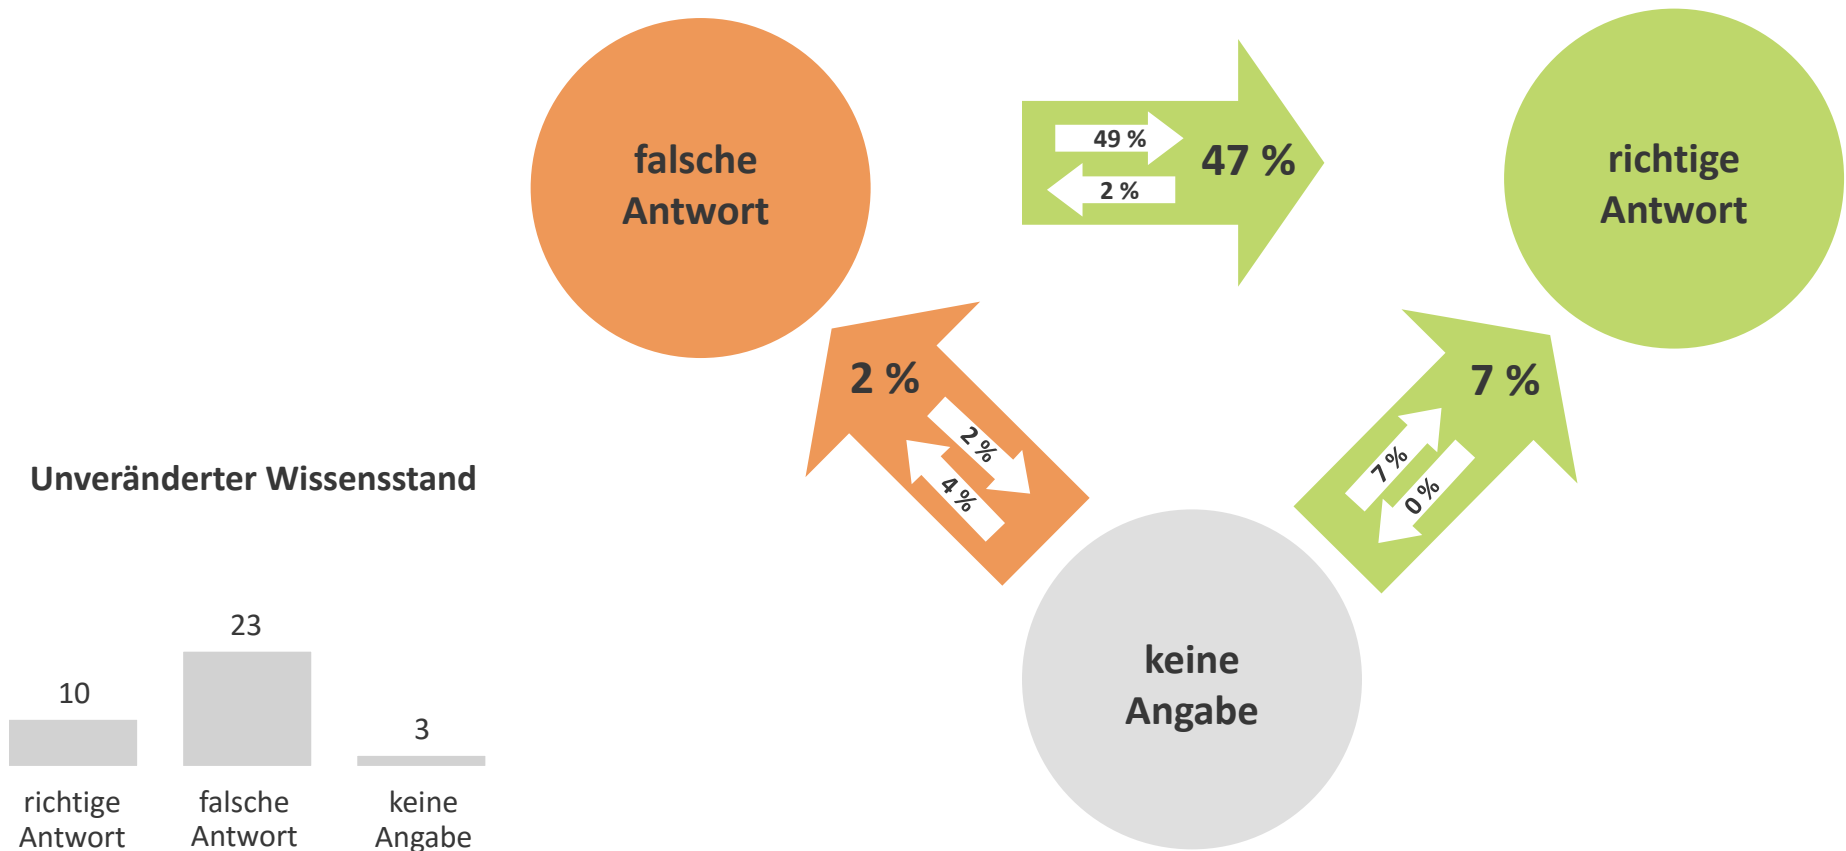 falsche
Antwort
49 %
2 %
47 %
richtige
Antwort
2 %
2 %
4 %
7 %
7 %
0 %
keine
Angabe
Unveränderter Wissensstand
10
23
3
richtige
Antwort
falsche
Antwort
keine
Angabe